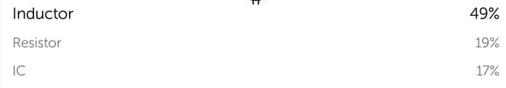 Inductor 49%
Resistor 19%
IC 17%